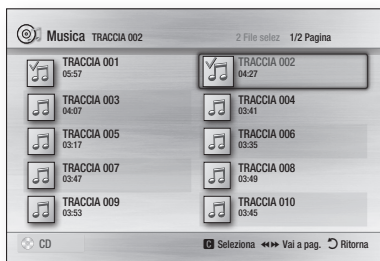 Musica TRACCIA 002 2 File selez 1/2 Pagina
TRACCIA 001 TRACCIA 002
05:57 04:27
TRACCIA 003 TRACCIA 004
04:07 03:41
TRACCIA 005 TRACCIA 006
03:17 03:35
TRACCIA 007 TRACCIA 008
03:47 03:49
TRACCIA 009 TRACCIA 010
03:53 03:45
CD C Seleziona Vai a pag. Ritorna